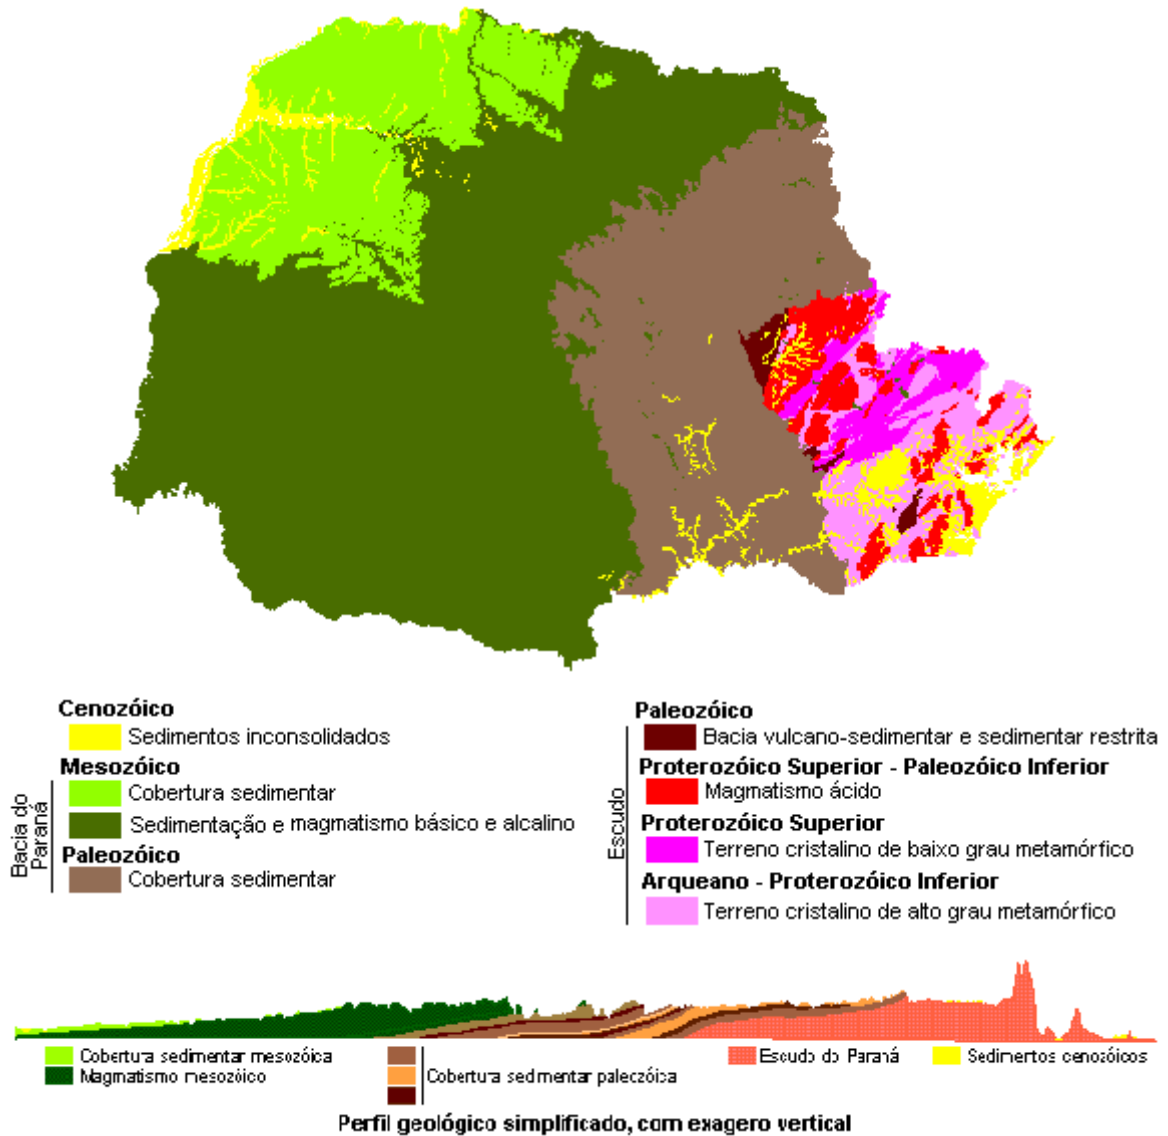 Cenozóico
Sedimentos inconsolidados
Mesozóico
Cobertura sedimentar
Sedimentação e magmatismo básico e alcalino
Paleozóico
Cobertura sedimentar
Bacia do
Paraná
Paleozóico
Bacia vulcano-sedimentar e sedimentar restrita
Proterozóico Superior - Paleozóico Inferior
Magmatismo ácido
Proterozóico Superior
Terreno cristalino de baixo grau metamórfico
Arqueano - Proterozóico Inferior
Terreno cristalino de alto grau metamórfico
Escudo
Cobertura sedimentar mesozóica
Magmatismo mesozóico
Cobertura sedimentar paleozóica
Escudo do Paraná
Sedimentos cenozóicos
Perfil geológico simplificado, com exagero vertical